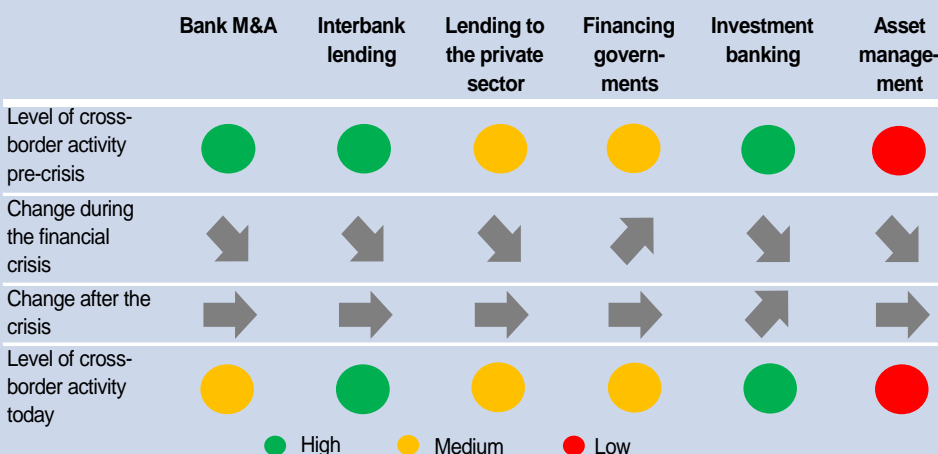 Bank M&A
Interbank
lending
Lending to
the private
sector
Financing
govern-
ments
Investment
banking
Asset
manage-
ment
Level of cross-
border activity
pre-crisis
Change during
the financial
crisis
Change after the
crisis
Level of cross-
border activity
today
High
Medium
Low